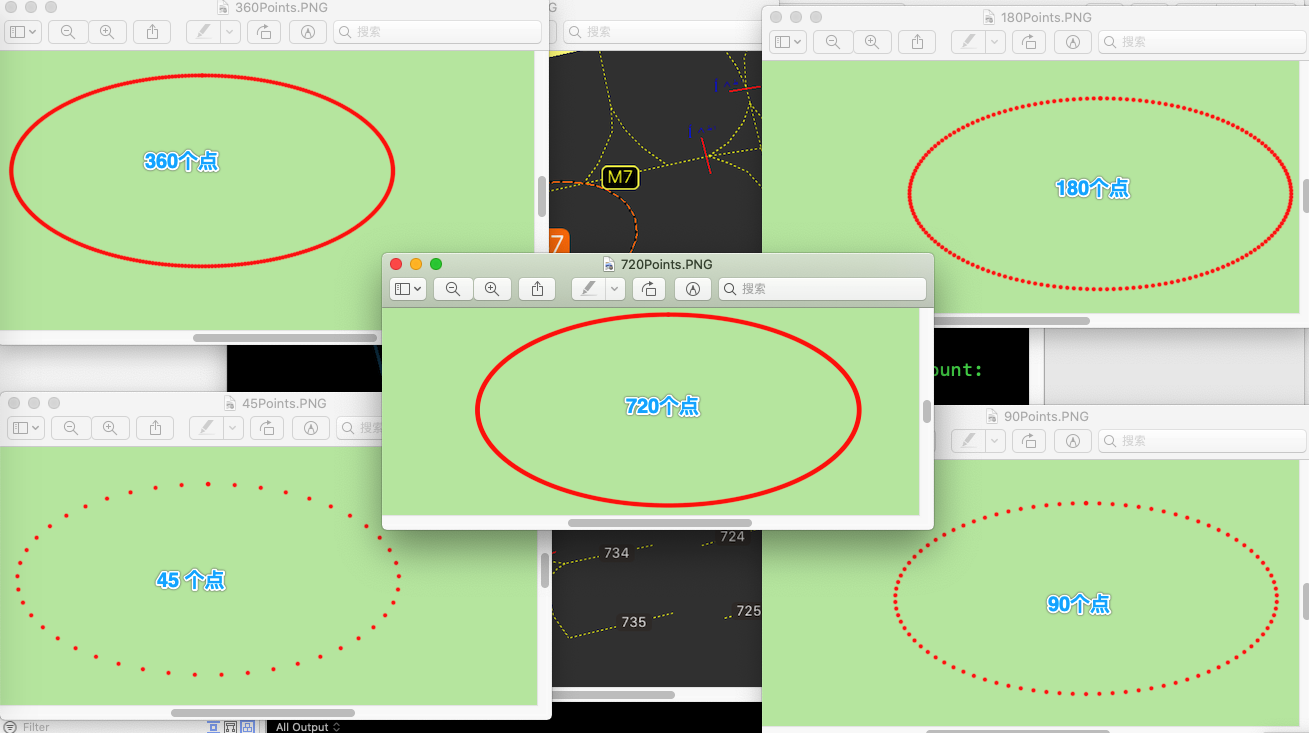 360Points.PNG
搜索
360个点
G
搜索
M7
7
180Points.PNG
搜索
180个点
720Points.PNG
搜索
720个点
ount:
45Points.PNG
搜索
45 个点
90Points.PNG
搜索
90个点
734
724
735
725
Filter
All Output